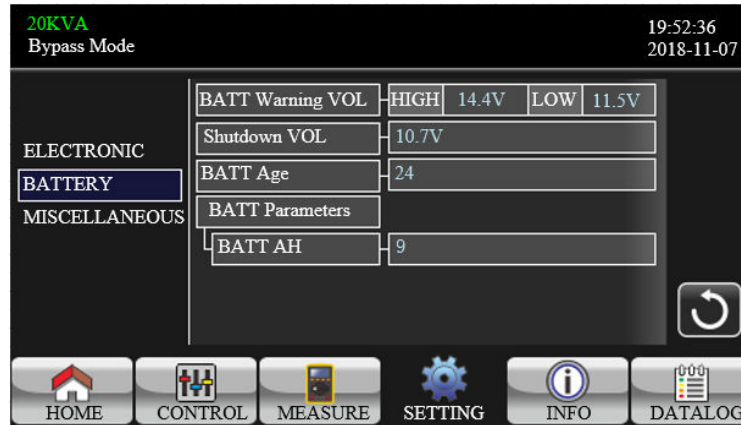 20KVA
19:52:36
Bypass Mode
2018-11-07
BATT Warning VOL HIGH 14.4V LOW 11.5V
Shutdown VOL 10.7V
ELECTRONIC
BATT Age 24
BATTERY
BATT Parameters
MISCELLANEOUS
BATT AH 9
HOME CONTROL MEASURE SETTING INFO DATALOG